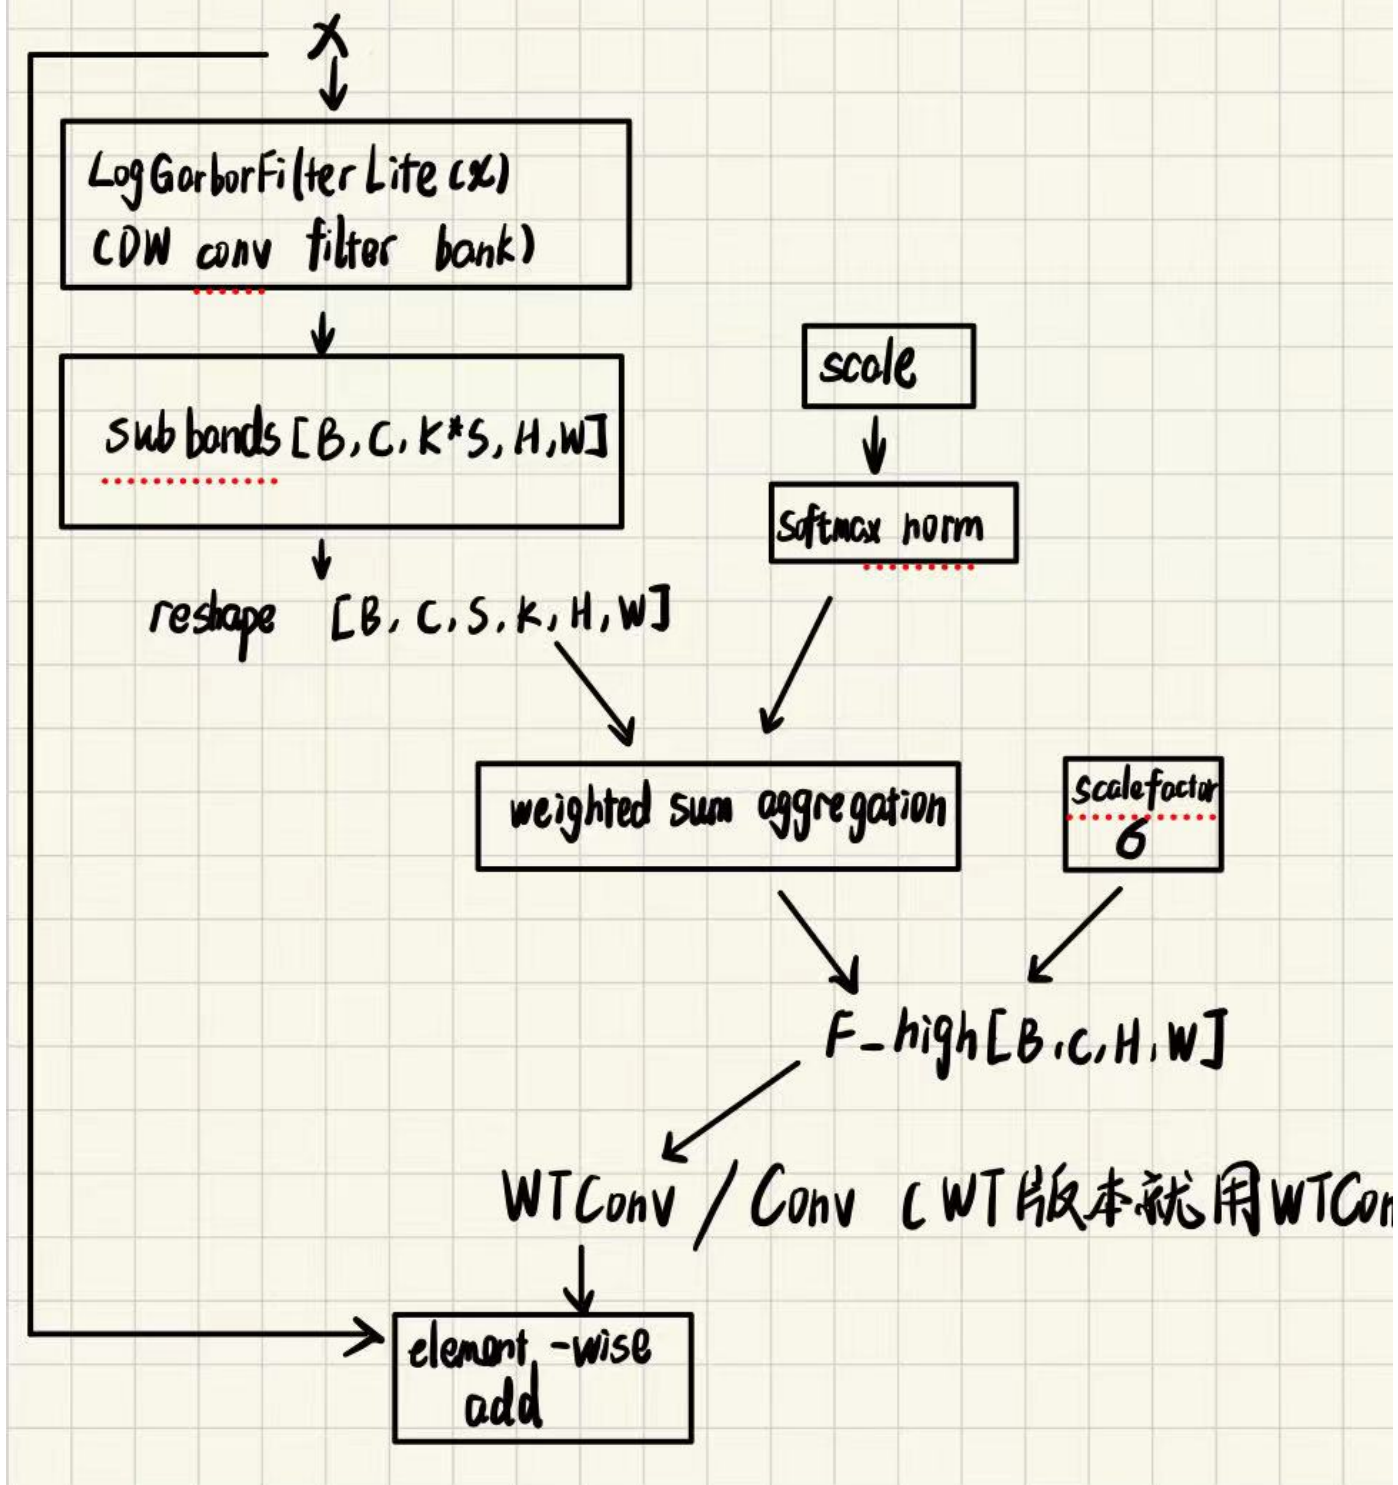 x
LogGarborFilterLite(x)
(DW conv filter bank)
subbands [B, C, K*S, H, W]
reshape [B, C, S, K, H, W]
scale
Softmax norm
weighted sum aggregation
scalefactor
6
F_high [B, C, H, W]
WTConv / Conv ( WT版本就用WTCon
element-wise
add